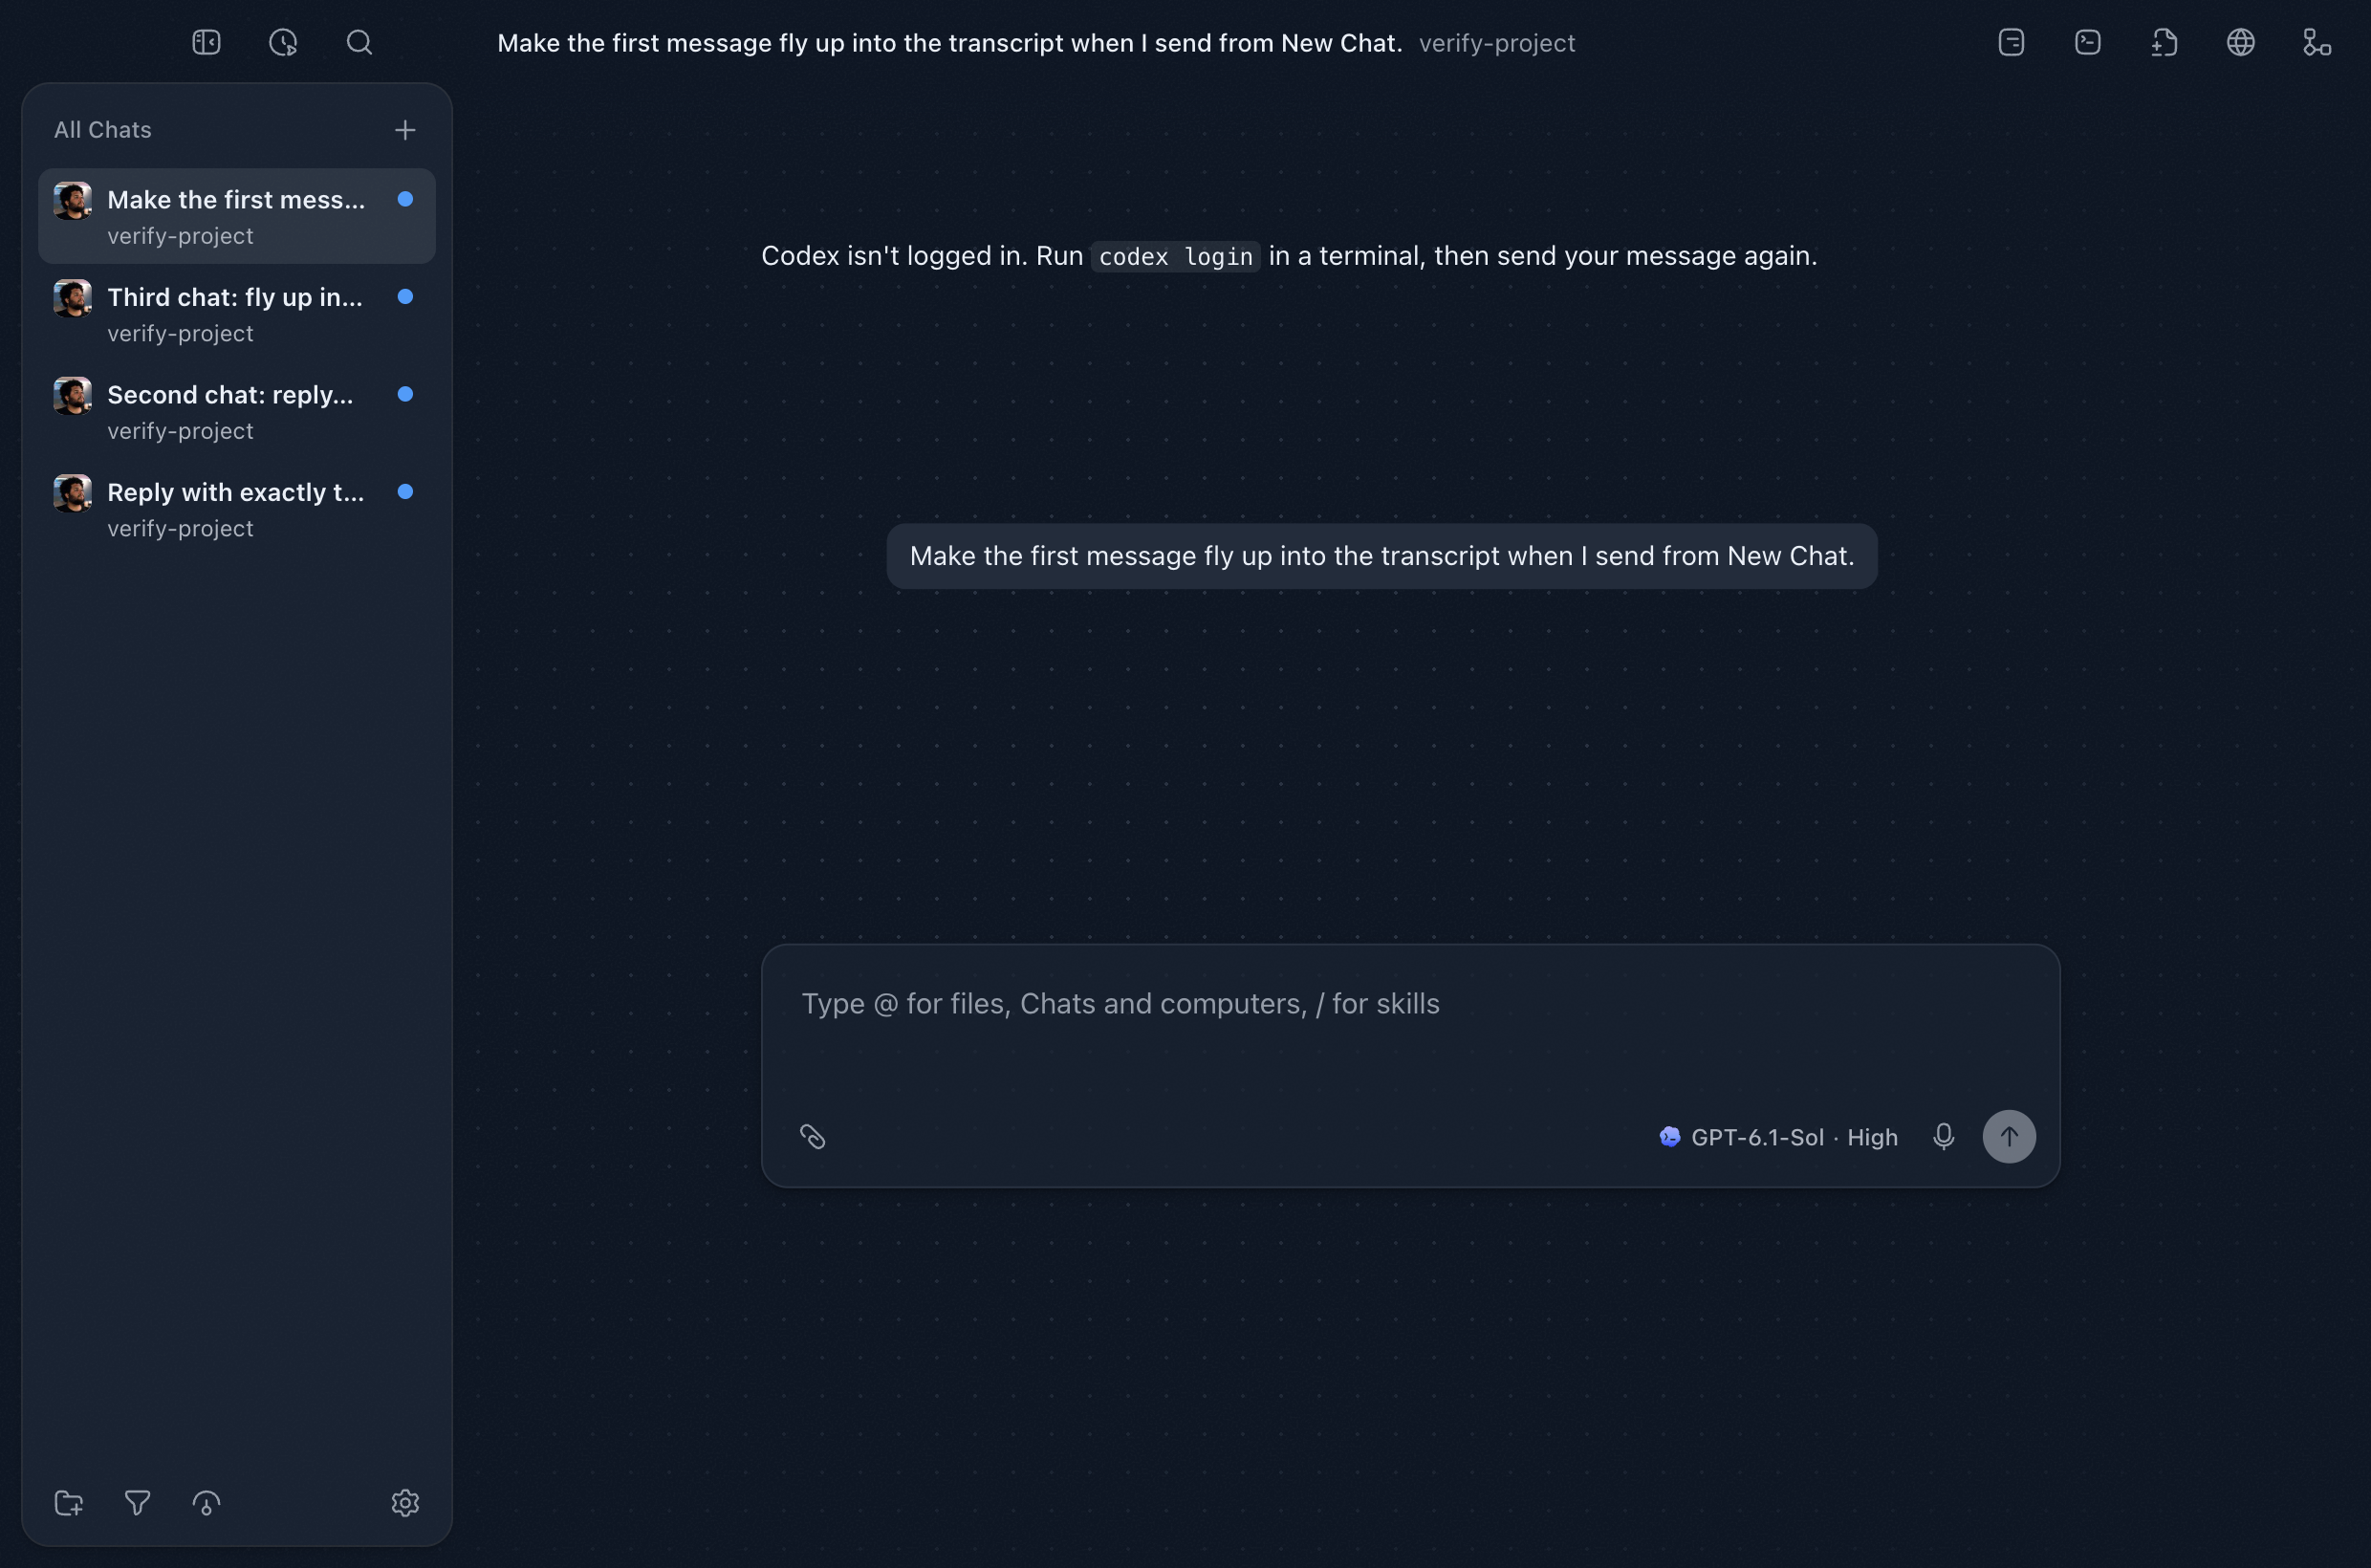 Make the first message fly up into the transcript when I send from New Chat. verify-project
All Chats
Make the first mess...
verify-project
Third chat: fly up in...
verify-project
Second chat: reply...
verify-project
Reply with exactly t...
verify-project
Codex isn't logged in. Run codex login in a terminal, then send your message again.
Make the first message fly up into the transcript when I send from New Chat.
Type @ for files, Chats and computers, / for skills
GPT-6.1-Sol · High